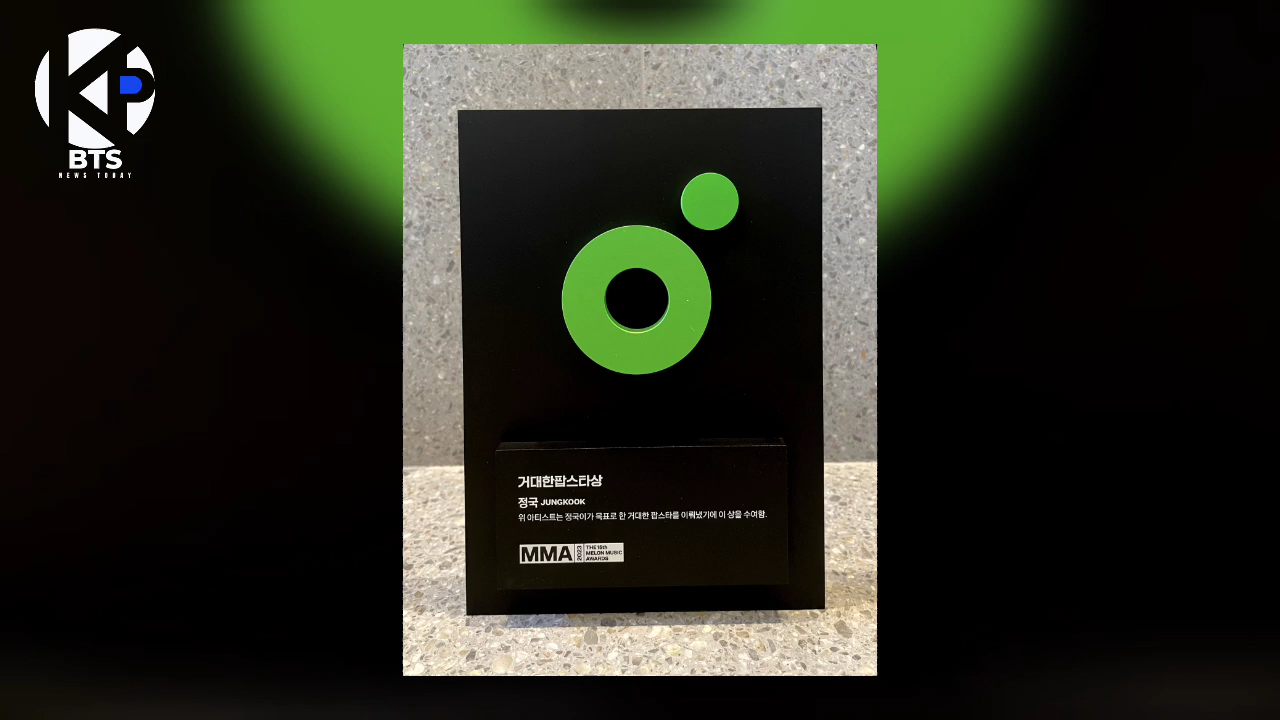 KP
BTS
NEWS TODAY
거대한팝스타상
정국 JUNGKOOK
위 아티스트는 정국이가 목표로 한 거대한 팝스타를 이뤄냈기에 이 상을 수여함.
MMA 2023 THE 15th
MELON MUSIC
AWARDS